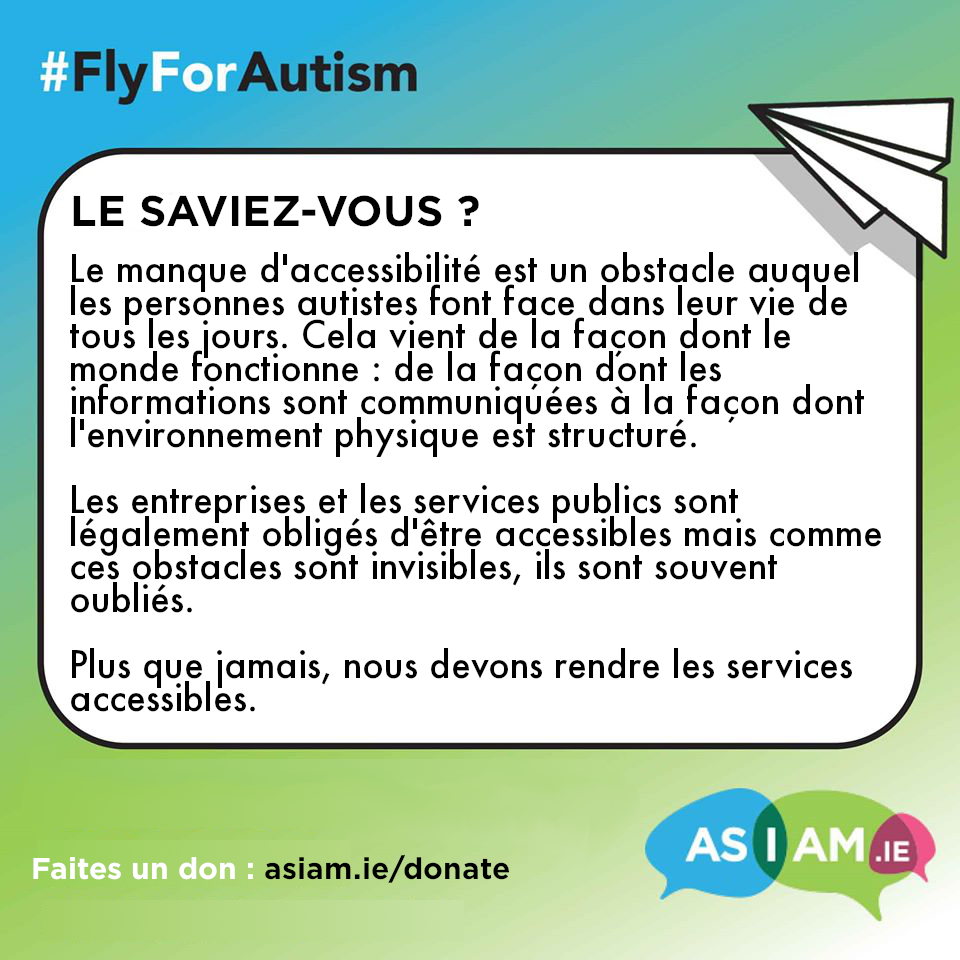 #FlyForAutism
LE SAVIEZ-VOUS ?
Le manque d'accessibilité est un obstacle auquel
les personnes autistes font face dans leur vie de
tous les jours. Cela vient de la façon dont le
monde fonctionne : de la façon dont les
informations sont communiquées à la façon dont
l'environnement physique est structuré.
Les entreprises et les services publics sont
légalement obligés d'être accessibles mais comme
ces obstacles sont invisibles, ils sont souvent
oubliés.
Plus que jamais, nous devons rendre les services
accessibles.
Faites un don : asiam.ie/donate
AS I AM.IE